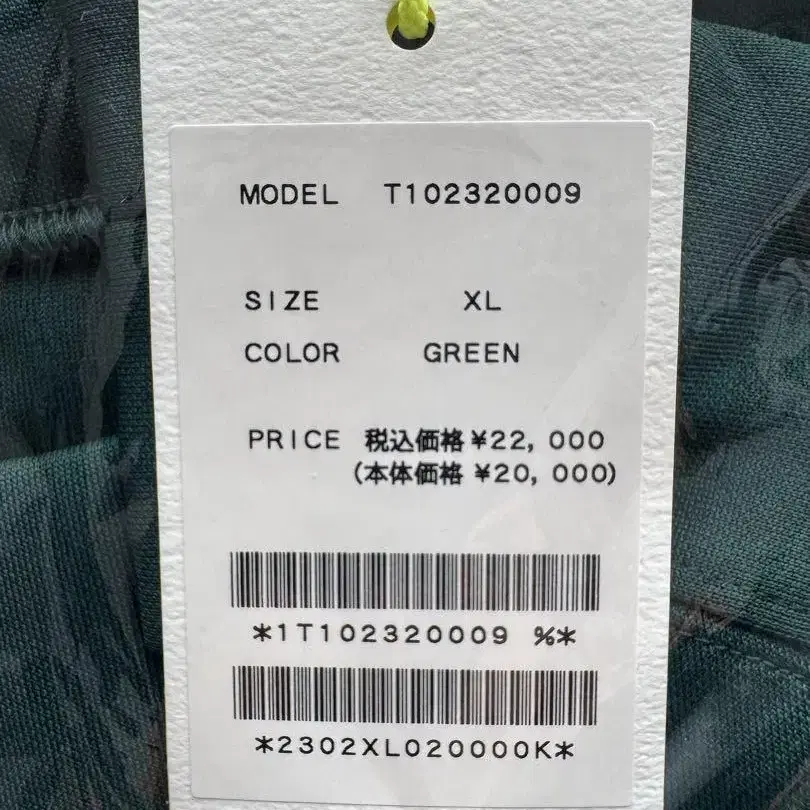 MODEL T102320009
SIZE XL
COLOR GREEN
PRICE 税込価格 ¥22, 000
(本体価格 ¥20, 000)
*1T102320009 %*
*2302XL020000K*